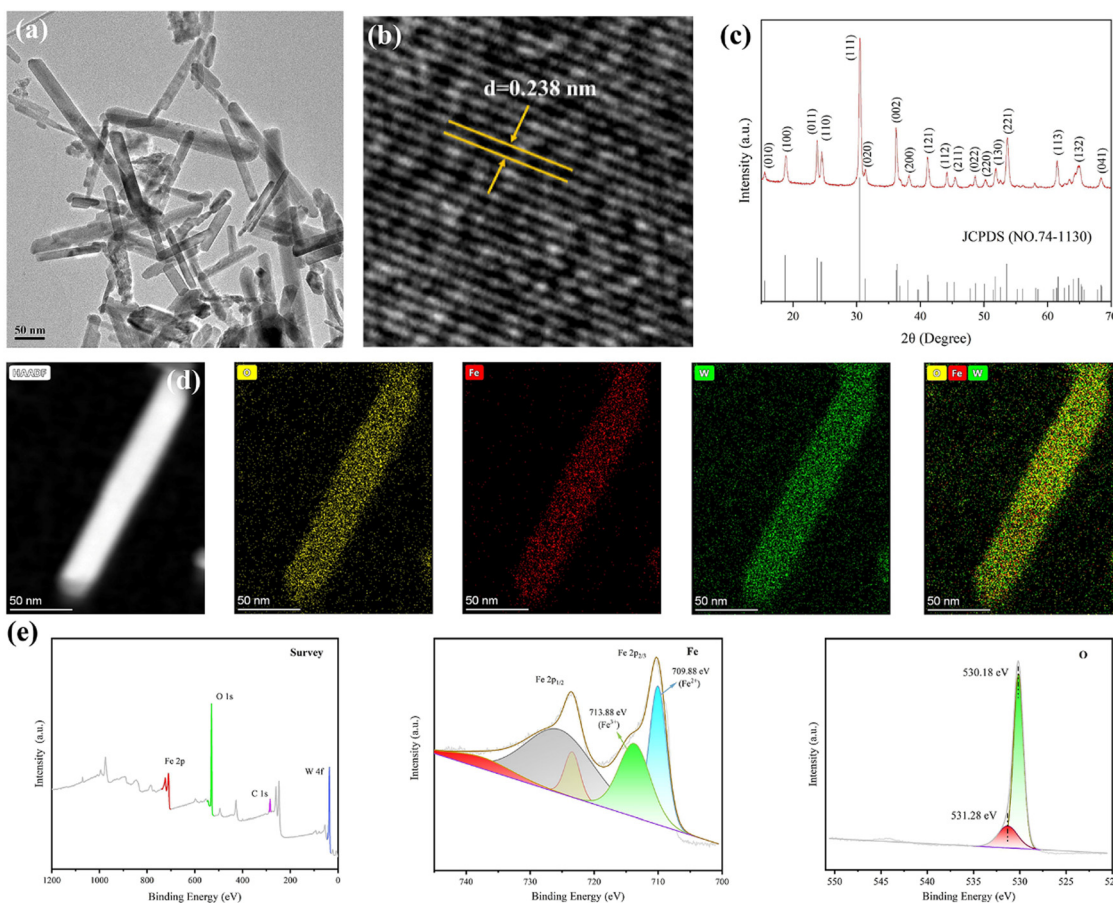 (a)
50 nm
(b)
d=0.238 nm
(c)
Intensity (a.u.)
(010)
(100)
(011)
(110)
(111)
(020)
(002)
(200)
(121)
(112)
(211)
(022)
(220)
(130)
(221)
(113)
(132)
(041)
JCPDS (NO.74-1130)
20 30 40 50 60 70
2θ (Degree)
HAADF
(d)
50 nm
O
50 nm
Fe
50 nm
W
50 nm
O Fe W
50 nm
(e)
Survey
O 1s
Fe 2p
C 1s
W 4f
Intensity (a.u.)
1200 1000 800 600 400 200 0
Binding Energy (eV)
Fe
Fe 2p2/3
Fe 2p1/2
709.88 eV
(Fe2+)
713.88 eV
(Fe3+)
Intensity (a.u.)
740 730 720 710 700
Binding Energy (eV)
O
530.18 eV
531.28 eV
Intensity (a.u.)
550 545 540 535 530 525 52
Binding Energy (eV)